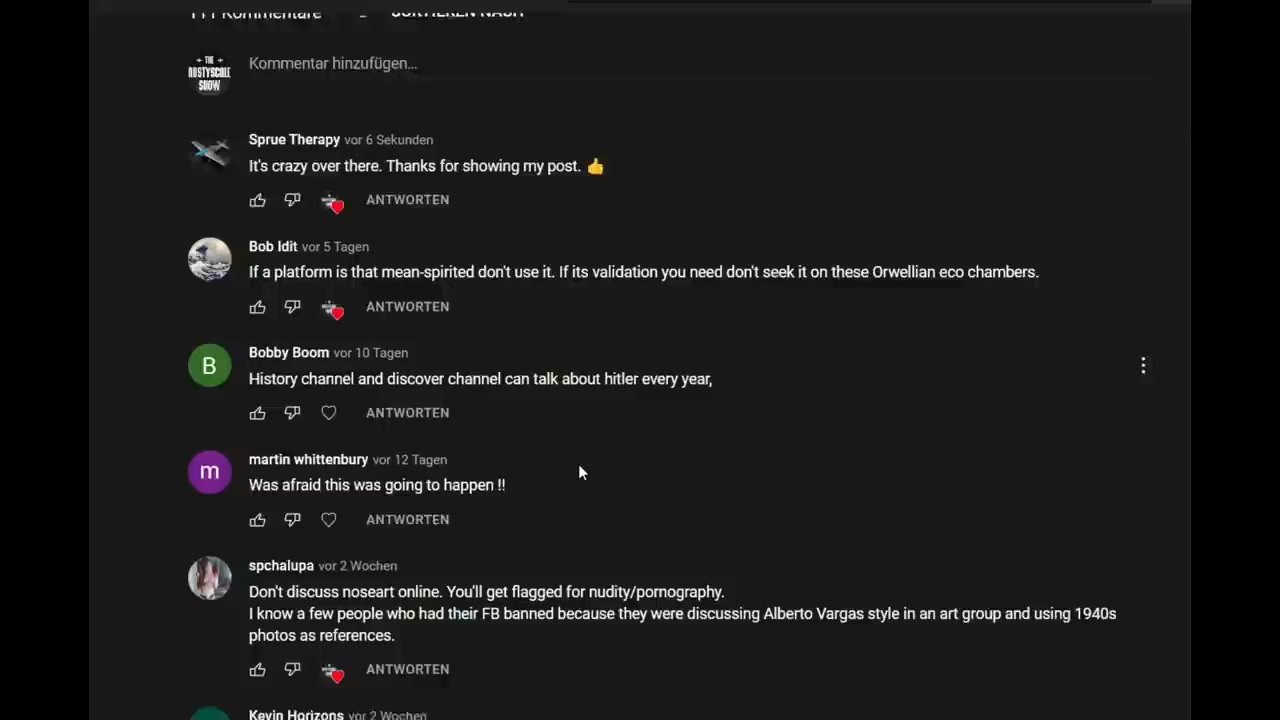 111 Kommentare
SORTIEREN NACH
THE
RUSTYSCALE
SHOW
Kommentar hinzufügen...
Sprue Therapy vor 6 Sekunden
It's crazy over there. Thanks for showing my post. 👍
ANTWORTEN
Bob Idit vor 5 Tagen
If a platform is that mean-spirited don't use it. If its validation you need don't seek it on these Orwellian eco chambers.
ANTWORTEN
B
Bobby Boom vor 10 Tagen
History channel and discover channel can talk about hitler every year,
ANTWORTEN
m
martin whittenbury vor 12 Tagen
Was afraid this was going to happen !!
ANTWORTEN
spchalupa vor 2 Wochen
Don't discuss noseart online. You'll get flagged for nudity/pornography.
I know a few people who had their FB banned because they were discussing Alberto Vargas style in an art group and using 1940s
photos as references.
ANTWORTEN
Kevin Horizons vor 2 Wochen